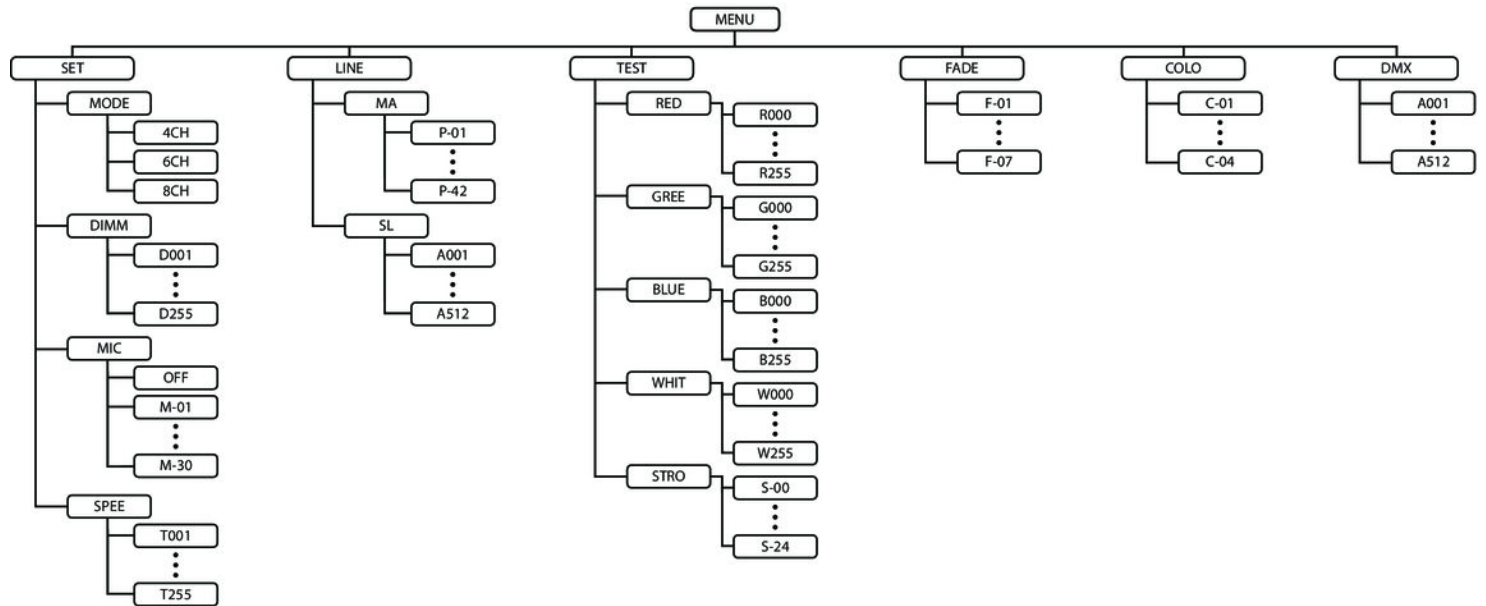 MENU
SET
MODE
4CH
6CH
8CH
DIMM
D001
D255
MIC
OFF
M-01
M-30
SPEE
T001
T255
LINE
MA
P-01
P-42
SL
A001
A512
TEST
RED
R000
R255
GREE
G000
G255
BLUE
B000
B255
WHIT
W000
W255
STRO
S-00
S-24
FADE
F-01
F-07
COLO
C-01
C-04
DMX
A001
A512